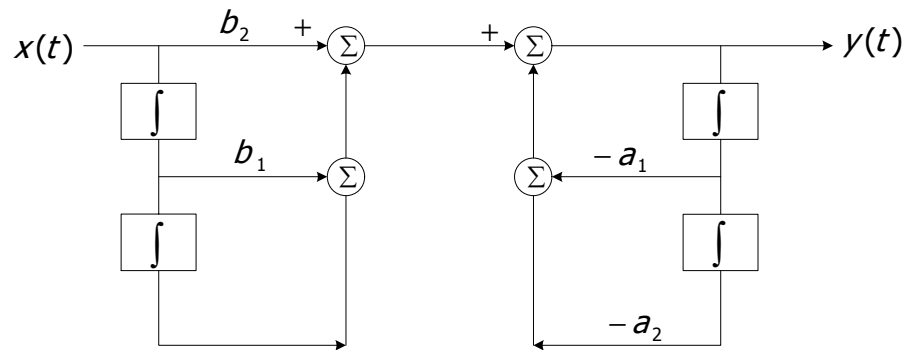 x(t) b₂ + Σ + Σ y(t)
∫ ∫
b₁ Σ Σ −a₁
∫ ∫
−a₂